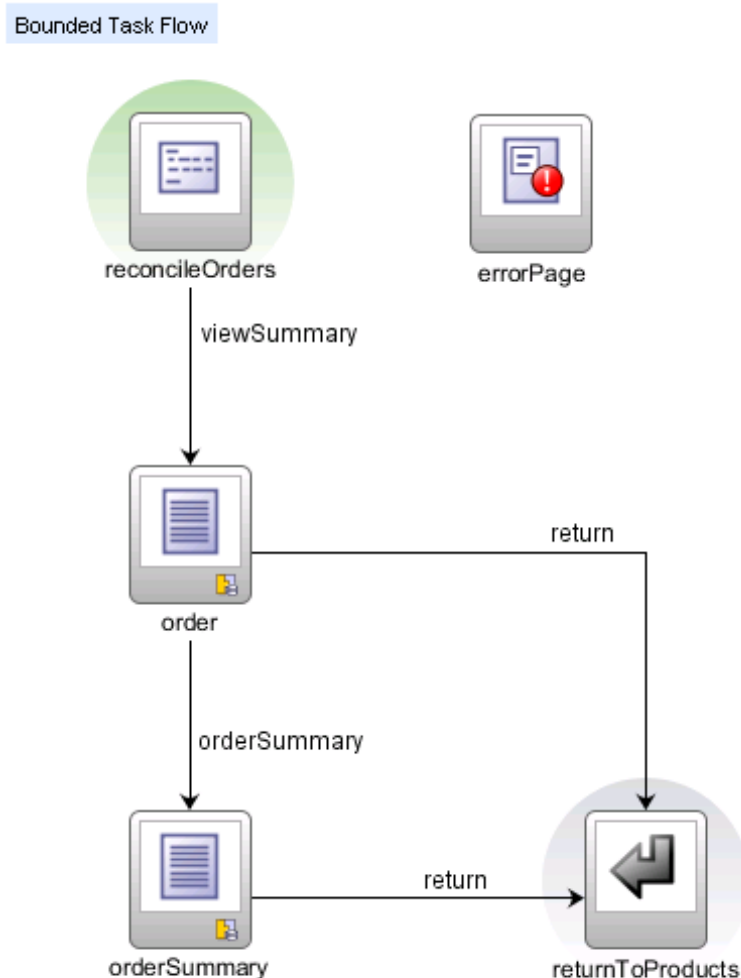 Bounded Task Flow
reconcileOrders
errorPage
viewSummary
return
order
orderSummary
return
orderSummary
returnToProducts